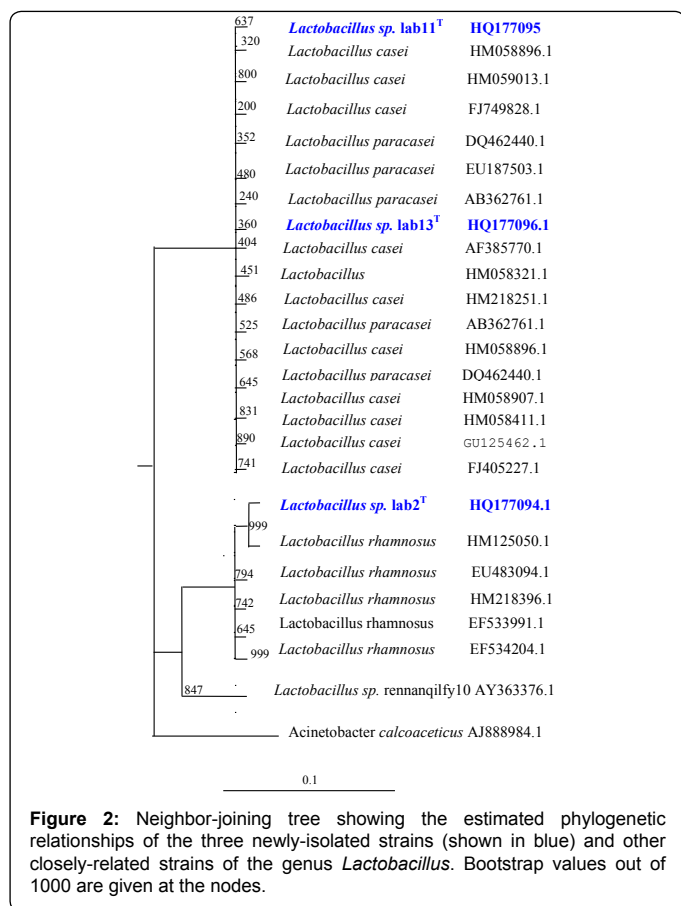 637 Lactobacillus sp. lab11T HQ177095
320 Lactobacillus casei HM058896.1
800 Lactobacillus casei HM059013.1
200 Lactobacillus casei FJ749828.1
352 Lactobacillus paracasei DQ462440.1
480 Lactobacillus paracasei EU187503.1
240 Lactobacillus paracasei AB362761.1
360 Lactobacillus sp. lab13T HQ177096.1
404 Lactobacillus casei AF385770.1
451 Lactobacillus HM058321.1
486 Lactobacillus casei HM218251.1
525 Lactobacillus paracasei AB362761.1
568 Lactobacillus casei HM058896.1
645 Lactobacillus paracasei DQ462440.1
Lactobacillus casei HM058907.1
831 Lactobacillus casei HM058411.1
890 Lactobacillus casei GU125462.1
741 Lactobacillus casei FJ405227.1
Lactobacillus sp. lab2T HQ177094.1
999
Lactobacillus rhamnosus HM125050.1
794 Lactobacillus rhamnosus EU483094.1
742 Lactobacillus rhamnosus HM218396.1
645 Lactobacillus rhamnosus EF533991.1
999 Lactobacillus rhamnosus EF534204.1
847 Lactobacillus sp. rennanqilfy10 AY363376.1
Acinetobacter calcoaceticus AJ888984.1
0.1
Figure 2: Neighbor-joining tree showing the estimated phylogenetic
relationships of the three newly-isolated strains (shown in blue) and other
closely-related strains of the genus Lactobacillus. Bootstrap values out of
1000 are given at the nodes.